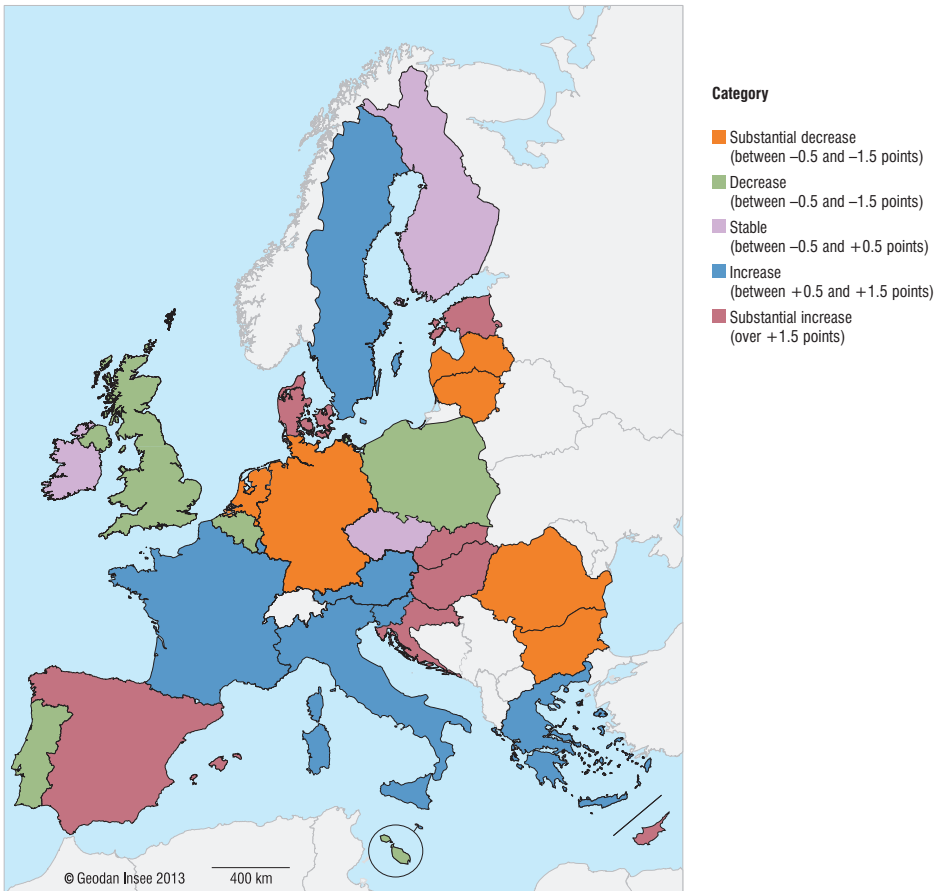 Category
Substantial decrease
(between –0.5 and –1.5 points)
Decrease
(between –0.5 and –1.5 points)
Stable
(between –0.5 and +0.5 points)
Increase
(between +0.5 and +1.5 points)
Substantial increase
(over +1.5 points)
© Geodan Insee 2013
400 km